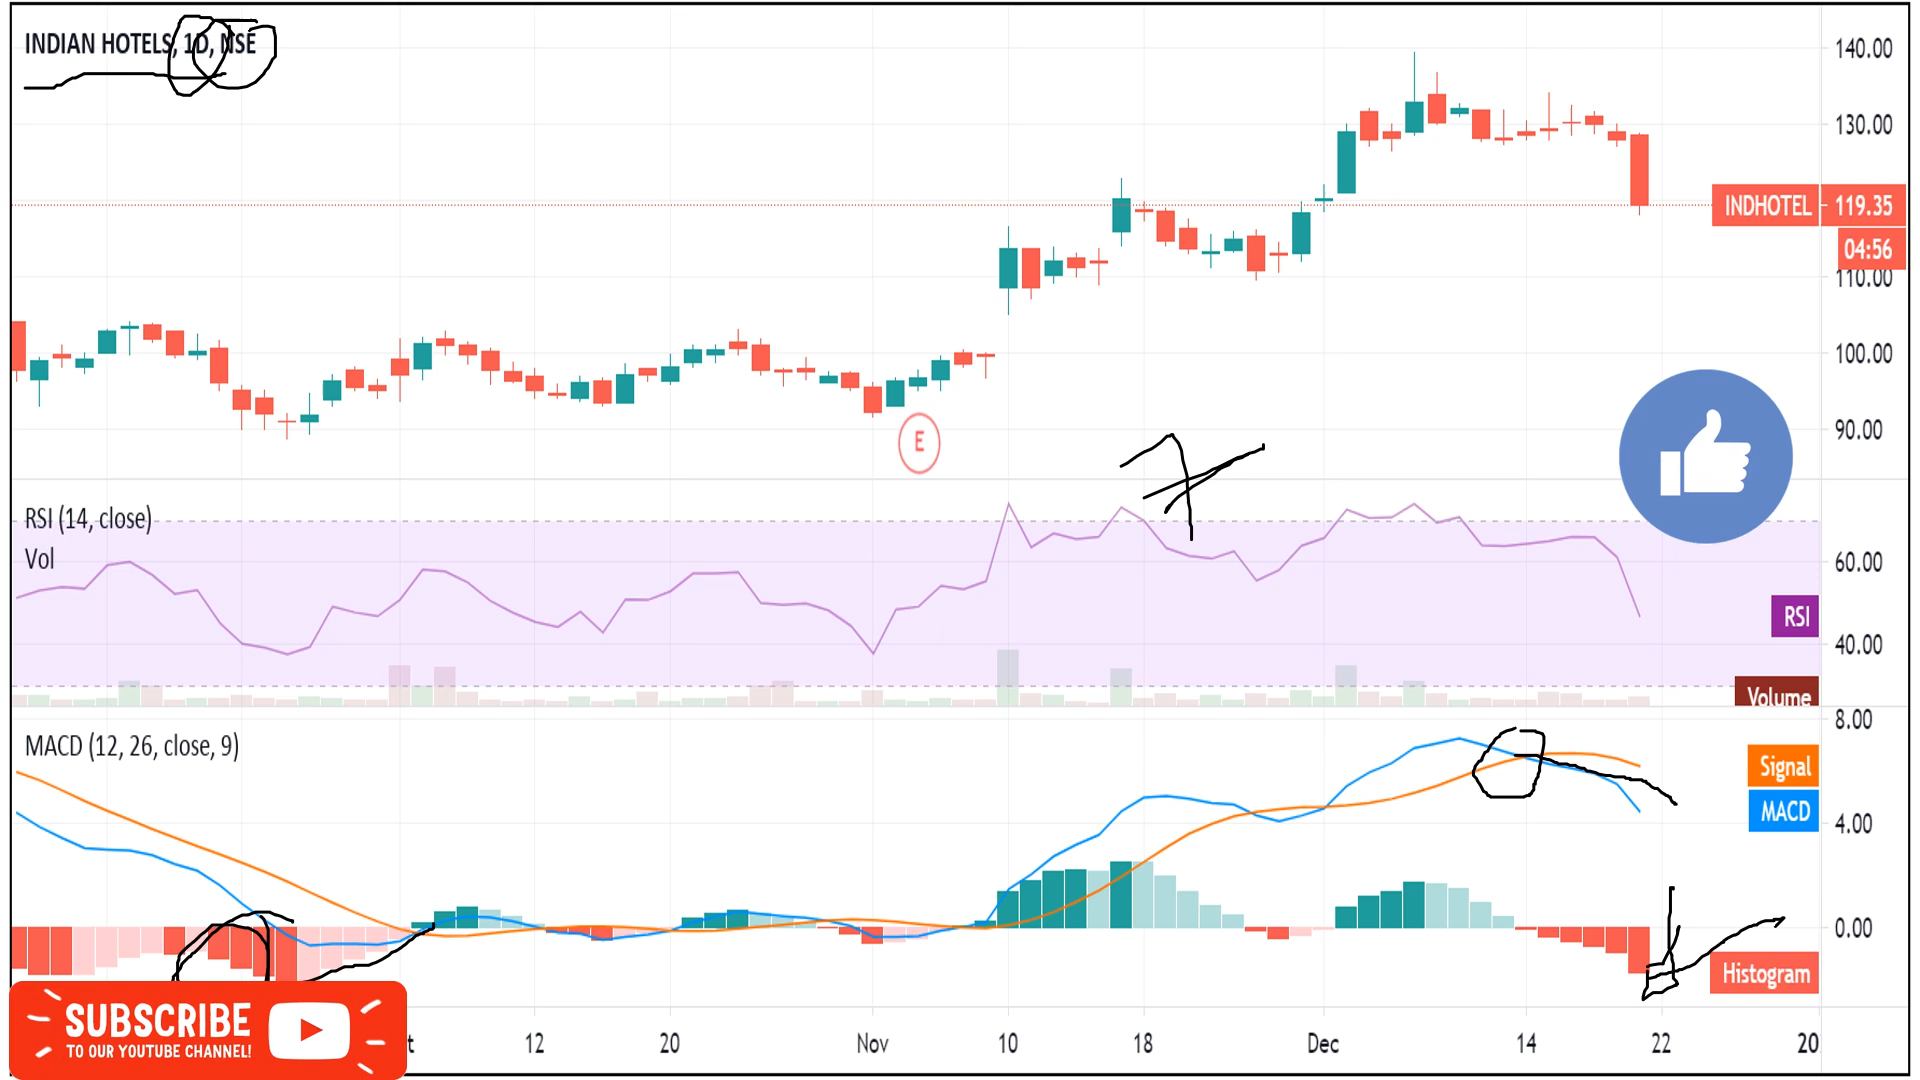 INDIAN HOTELS, 1D, NSE
140.00
130.00
INDHOTEL 119.35
04:56
110.00
100.00
90.00
E
RSI (14, close)
Vol
60.00
RSI
40.00
Volume
8.00
MACD (12, 26, close, 9)
Signal
MACD
4.00
0.00
Histogram
SUBSCRIBE
TO OUR YOUTUBE CHANNEL!
t 12 20 Nov 10 18 Dec 14 22 20